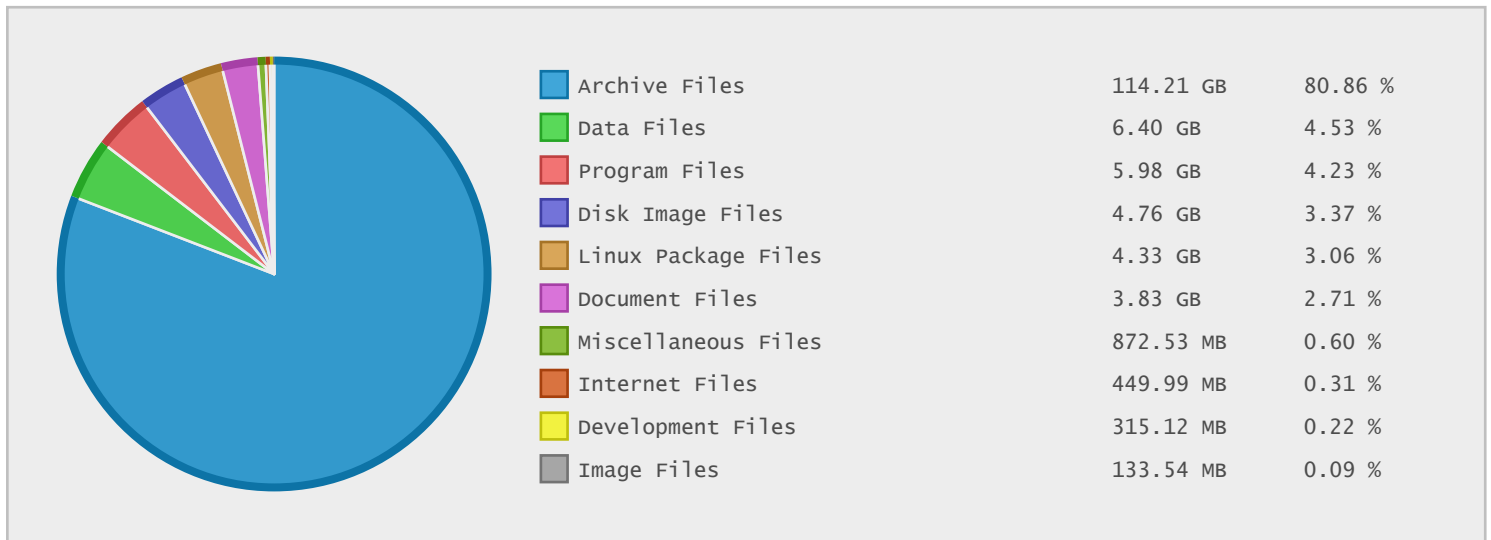 Archive Files 114.21 GB 80.86 %
Data Files 6.40 GB 4.53 %
Program Files 5.98 GB 4.23 %
Disk Image Files 4.76 GB 3.37 %
Linux Package Files 4.33 GB 3.06 %
Document Files 3.83 GB 2.71 %
Miscellaneous Files 872.53 MB 0.60 %
Internet Files 449.99 MB 0.31 %
Development Files 315.12 MB 0.22 %
Image Files 133.54 MB 0.09 %